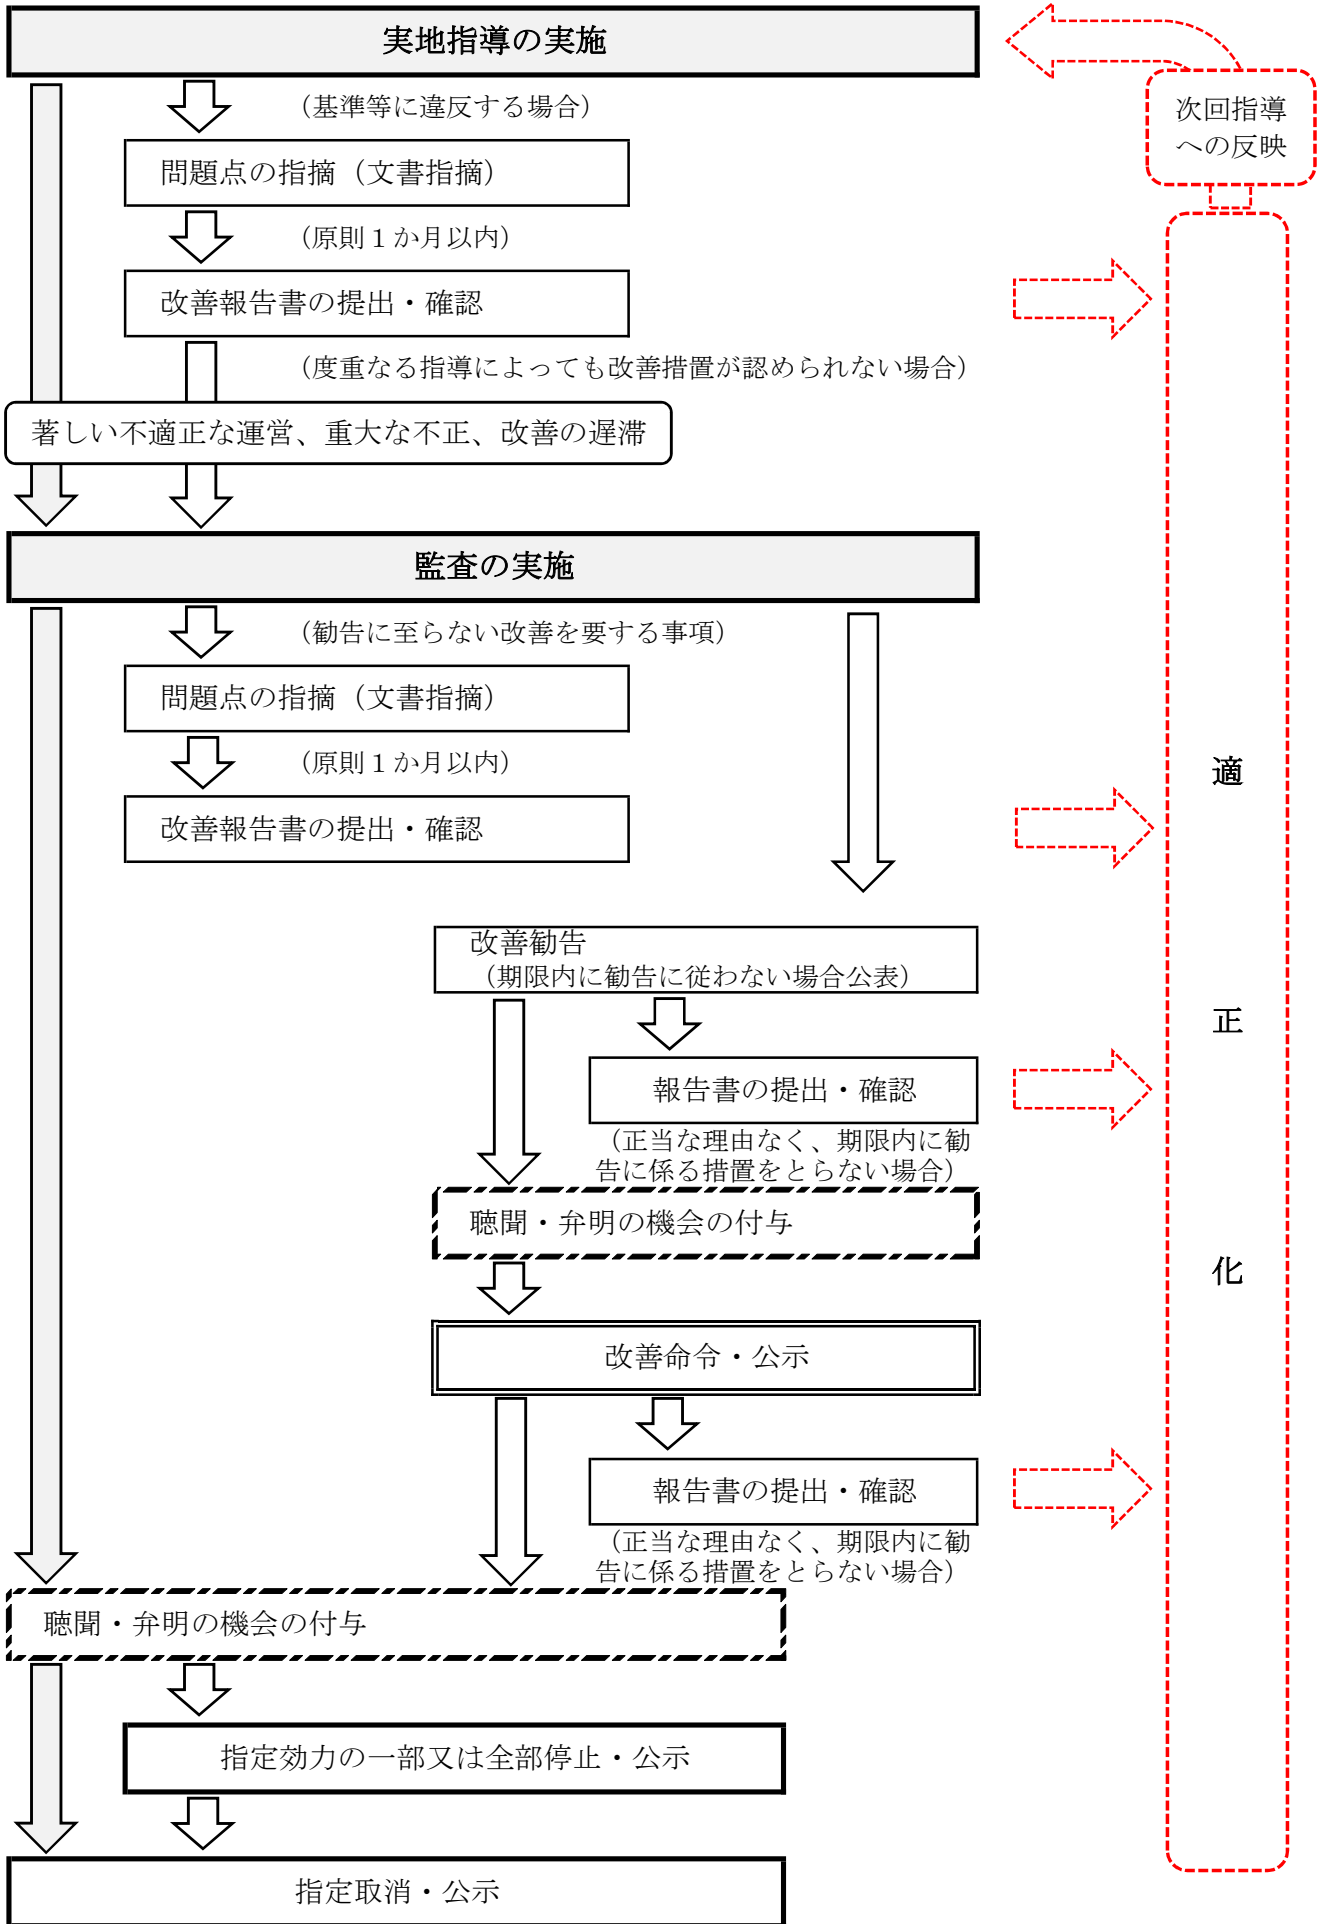 実地指導の実施
（基準等に違反する場合）
次回指導
への反映
問題点の指摘（文書指摘）
（原則１か月以内）
改善報告書の提出・確認
（度重なる指導によっても改善措置が認められない場合）
著しい不適正な運営、重大な不正、改善の遅滞
監査の実施
（勧告に至らない改善を要する事項）
問題点の指摘（文書指摘）
（原則１か月以内）
改善報告書の提出・確認
適
正
化
改善勧告
（期限内に勧告に従わない場合公表）
報告書の提出・確認
（正当な理由なく、期限内に勧
告に係る措置をとらない場合）
聴聞・弁明の機会の付与
改善命令・公示
報告書の提出・確認
（正当な理由なく、期限内に勧
告に係る措置をとらない場合）
聴聞・弁明の機会の付与
指定効力の一部又は全部停止・公示
指定取消・公示